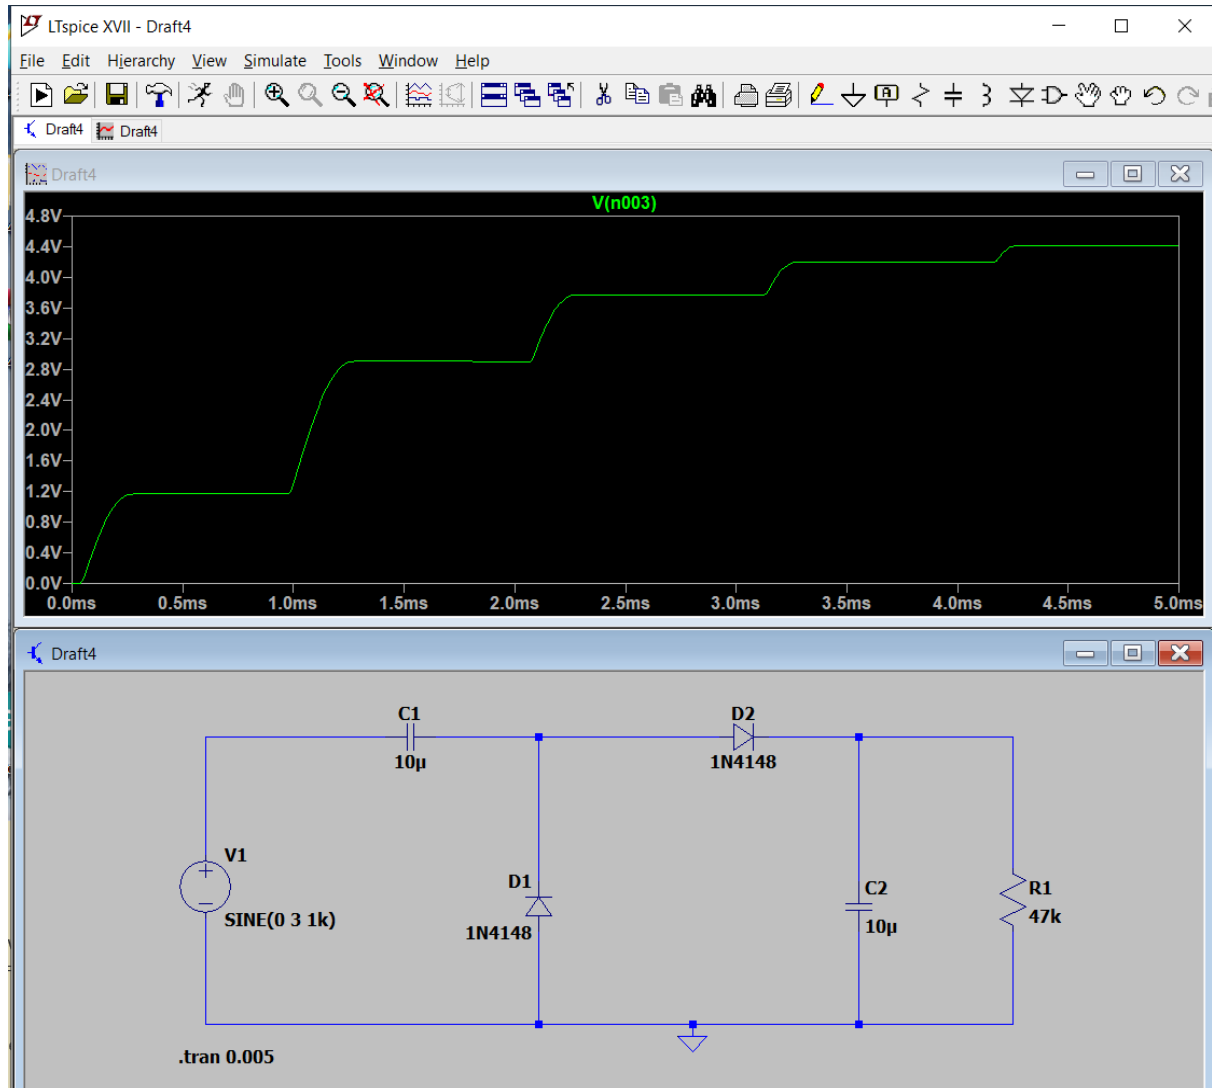 LTspice XVII - Draft4
File Edit Hierarchy View Simulate Tools Window Help
Draft4 Draft4
Draft4
V(n003)
4.8V
4.4V
4.0V
3.6V
3.2V
2.8V
2.4V
2.0V
1.6V
1.2V
0.8V
0.4V
0.0V
0.0ms 0.5ms 1.0ms 1.5ms 2.0ms 2.5ms 3.0ms 3.5ms 4.0ms 4.5ms 5.0ms
Draft4
C1 D2
10µ 1N4148
V1
SINE(0 3 1k)
D1
1N4148
C2
10µ
R1
47k
.tran 0.005